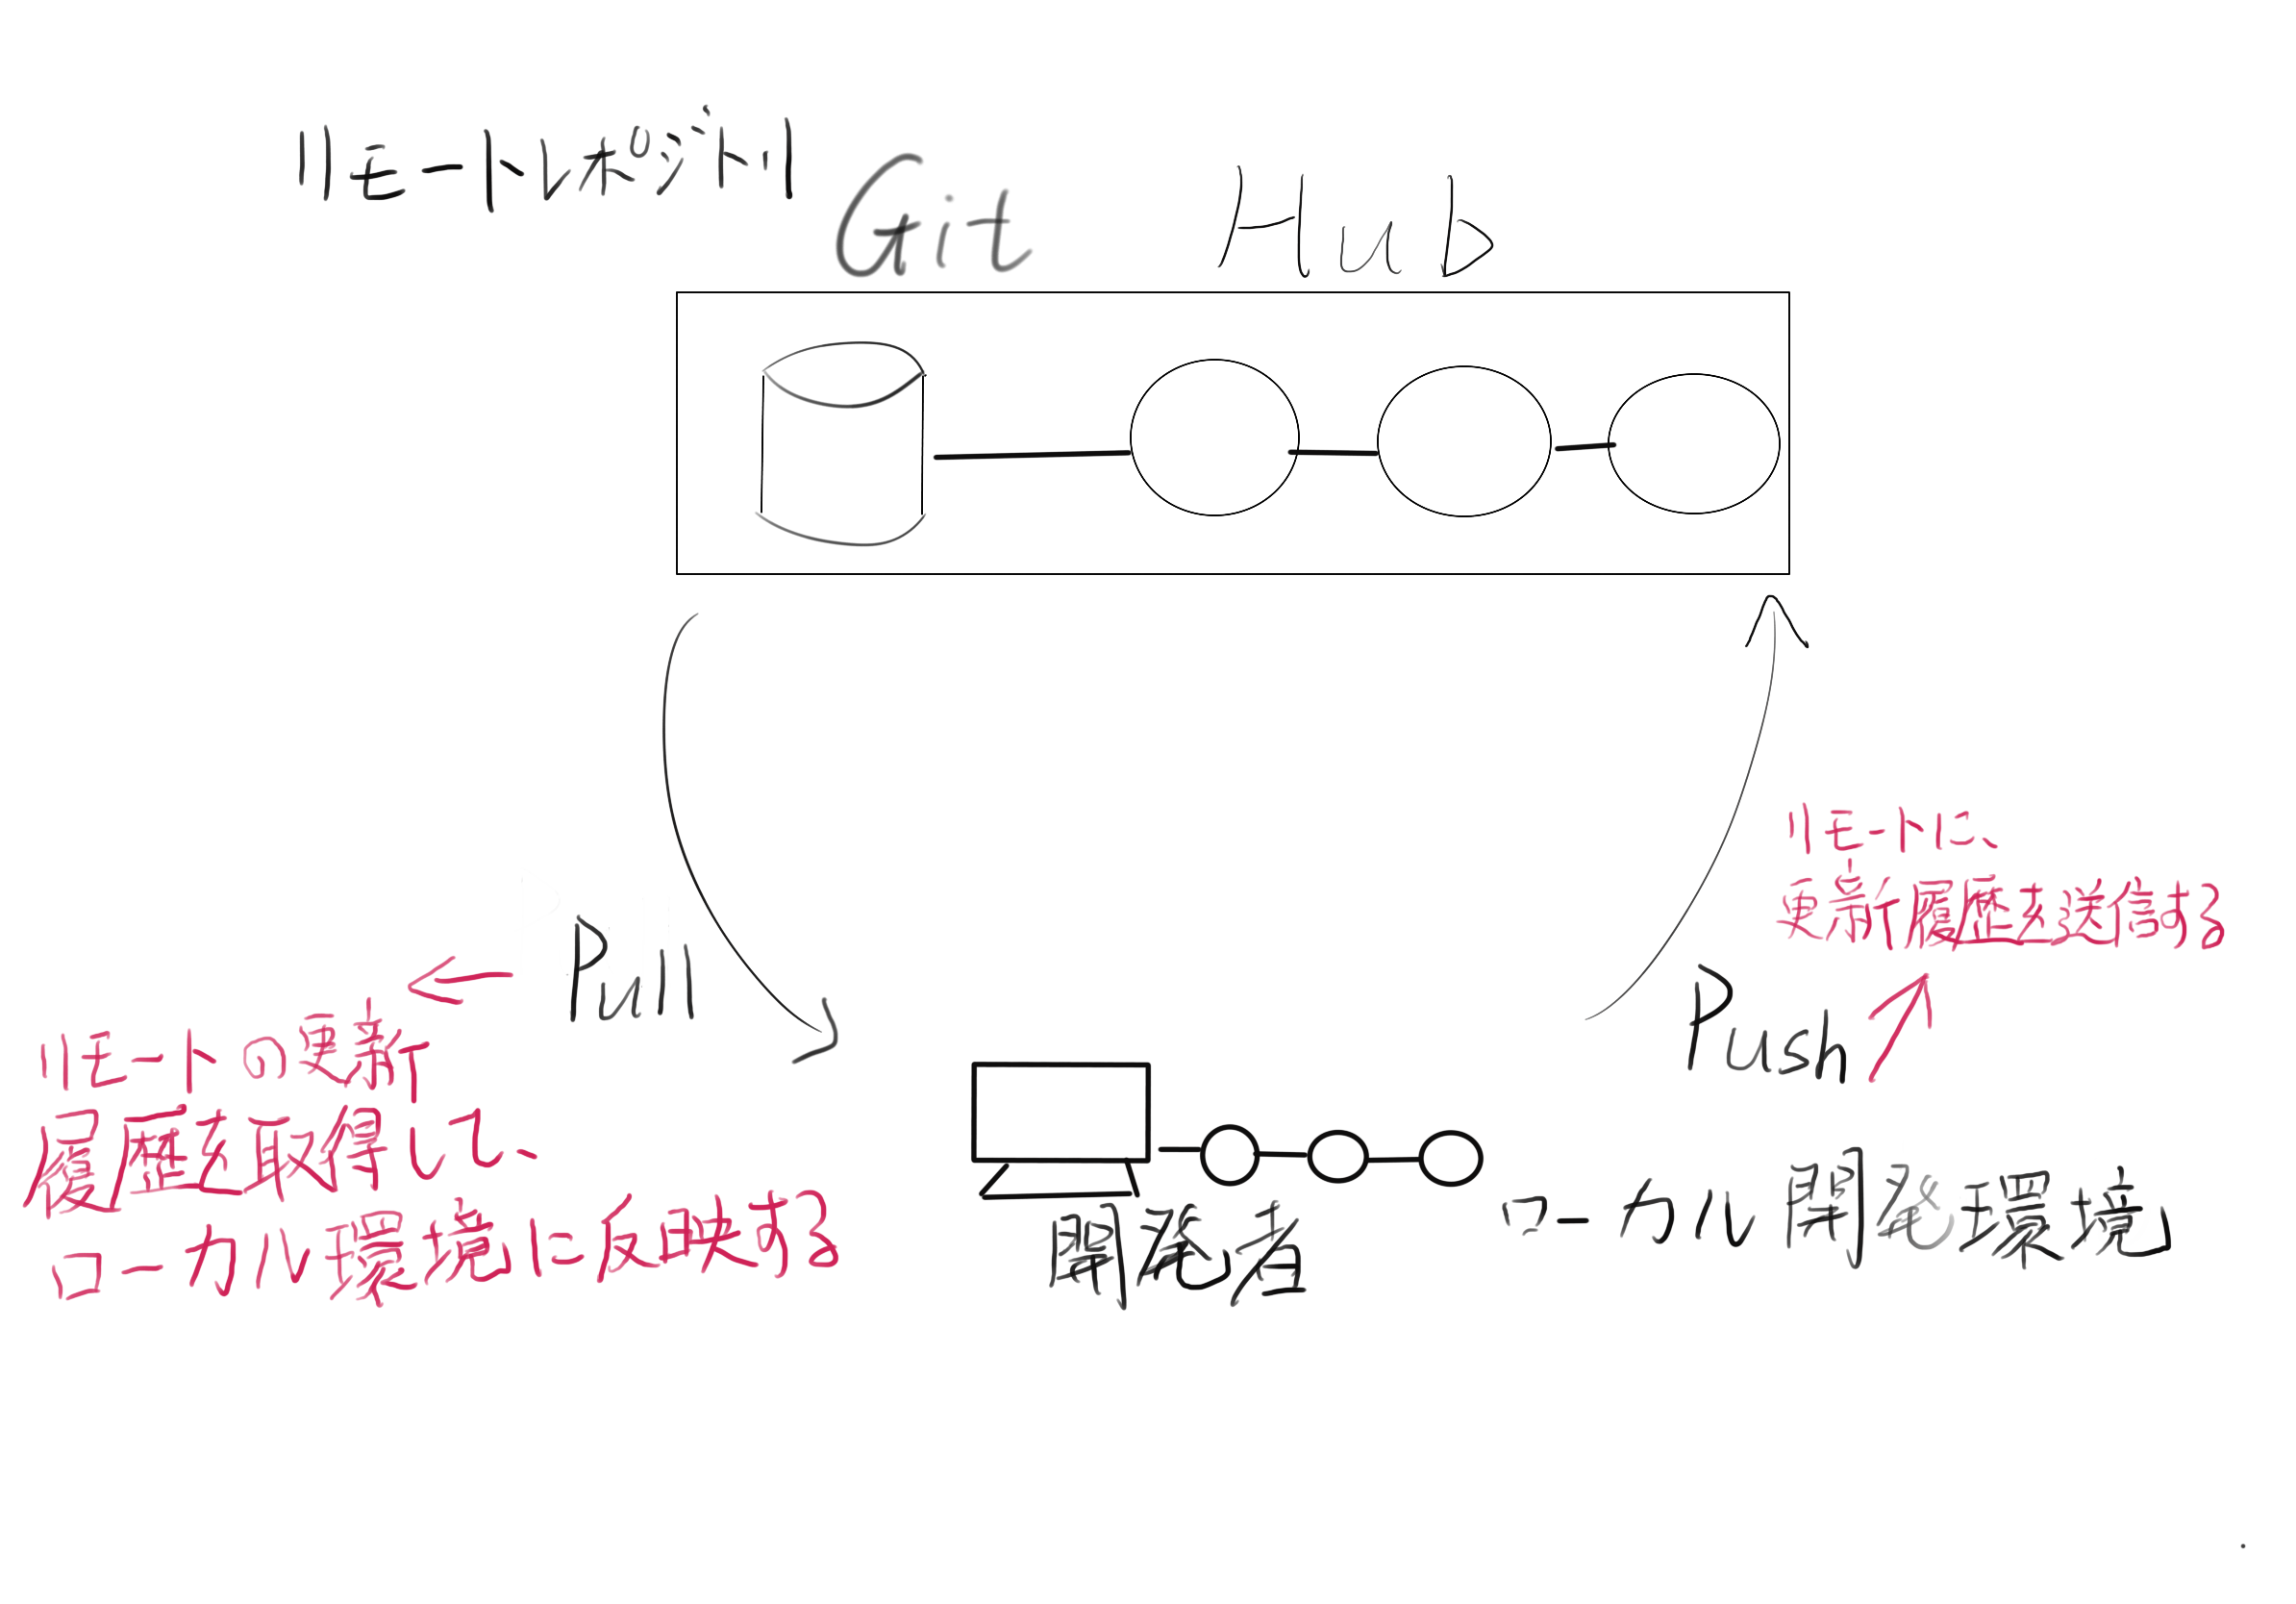 リモートレポジトリ
Git Hub
リモートに、
更新履歴を送信する
Pull
Push
リモートの更新
履歴を取得して、
ローカル環境に反映する
開発者
ローカル開発環境